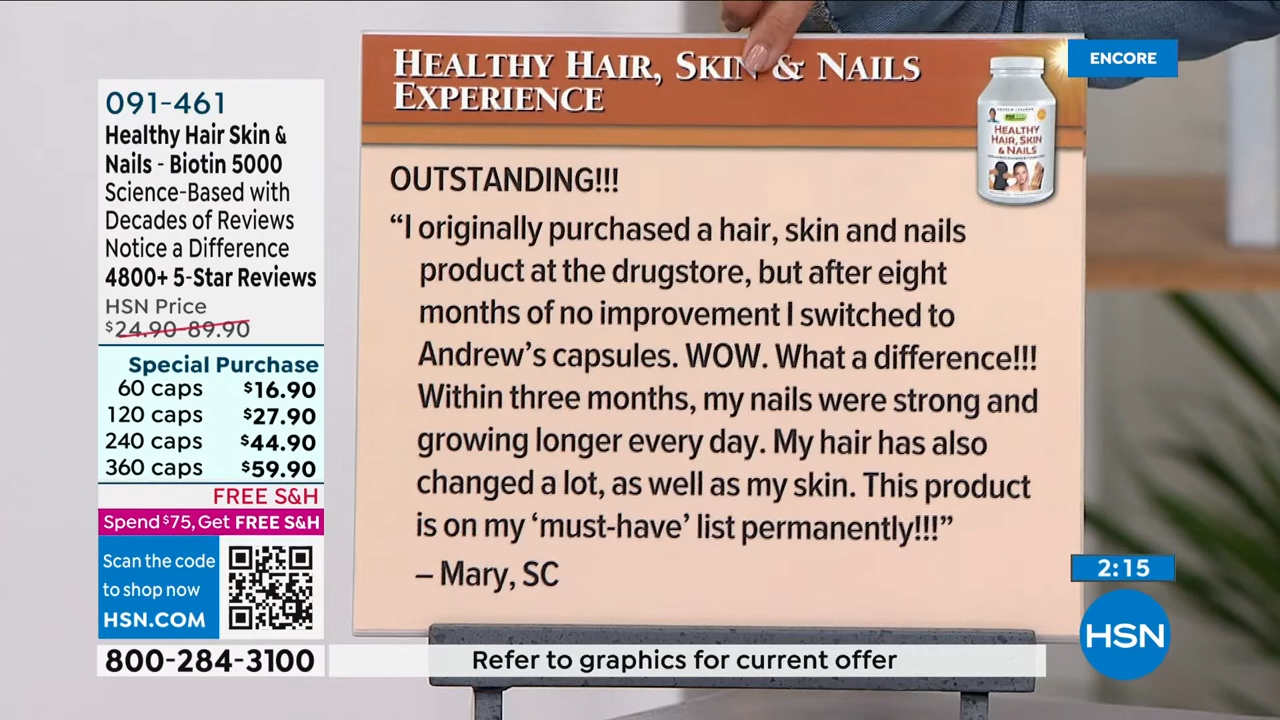 091-461
Healthy Hair Skin &
Nails - Biotin 5000
Science-Based with
Decades of Reviews
Notice a Difference
4800+ 5-Star Reviews
HSN Price
$24.90-89.90
Special Purchase
60 caps $16.90
120 caps $27.90
240 caps $44.90
360 caps $59.90
FREE S&H
Spend $75, Get FREE S&H
Scan the code
to shop now
HSN.COM
800-284-3100
HEALTHY HAIR, SKIN & NAILS
EXPERIENCE
OUTSTANDING!!!
“I originally purchased a hair, skin and nails
product at the drugstore, but after eight
months of no improvement I switched to
Andrew’s capsules. WOW. What a difference!!!
Within three months, my nails were strong and
growing longer every day. My hair has also
changed a lot, as well as my skin. This product
is on my ‘must-have’ list permanently!!!”
– Mary, SC
HEALTHY
HAIR, SKIN
& NAILS
ENCORE
2:15
HSN
Refer to graphics for current offer